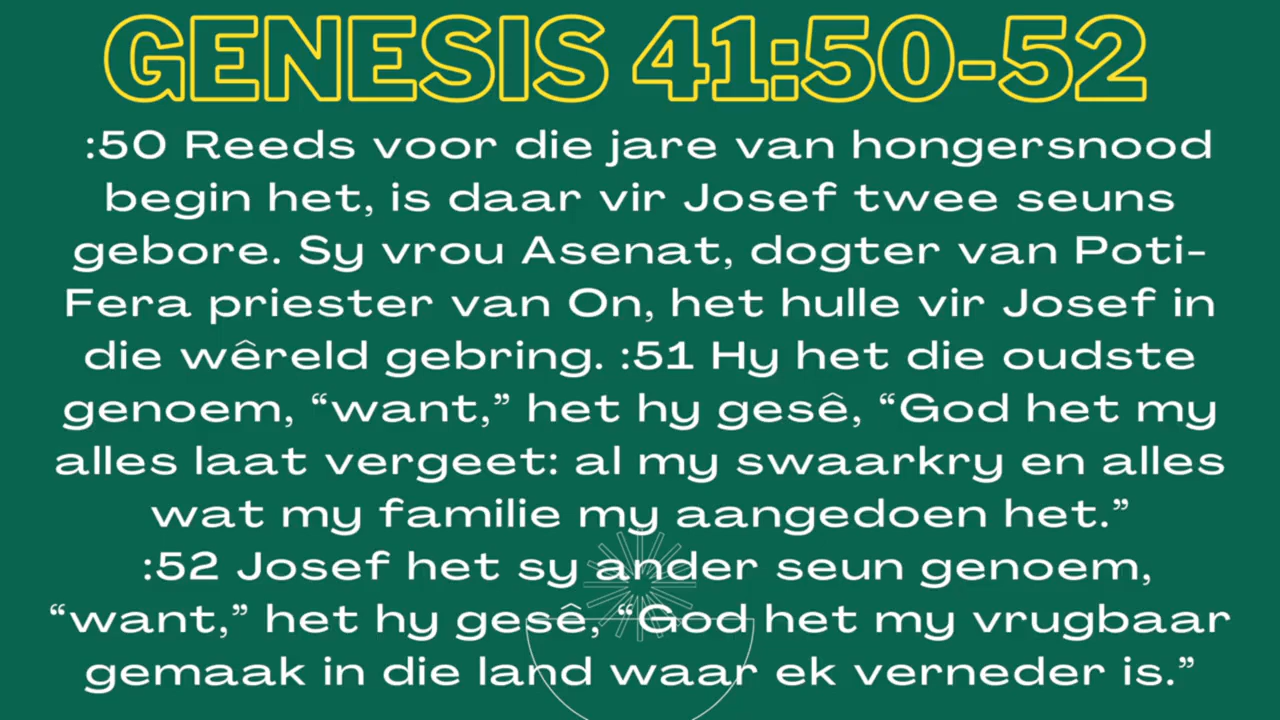 GENESIS 41:50-52
:50 Reeds voor die jare van hongersnood
begin het, is daar vir Josef twee seuns
gebore. Sy vrou Asenat, dogter van Poti-
Fera priester van On, het hulle vir Josef in
die wêreld gebring. :51 Hy het die oudste
genoem, “want,” het hy gesê, “God het my
alles laat vergeet: al my swaarkry en alles
wat my familie my aangedoen het.”
:52 Josef het sy ander seun genoem,
“want,” het hy gesê, “God het my vrugbaar
gemaak in die land waar ek verneder is.”